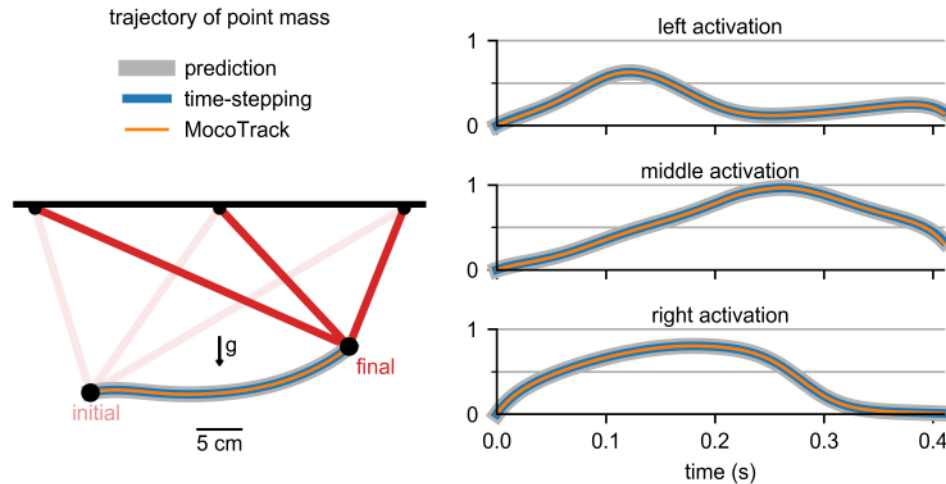 trajectory of point mass
prediction
time-stepping
MocoTrack
g
final
initial
5 cm
left activation
1
0
middle activation
1
0
right activation
1
0
0.0 0.1 0.2 0.3 0.4
time (s)